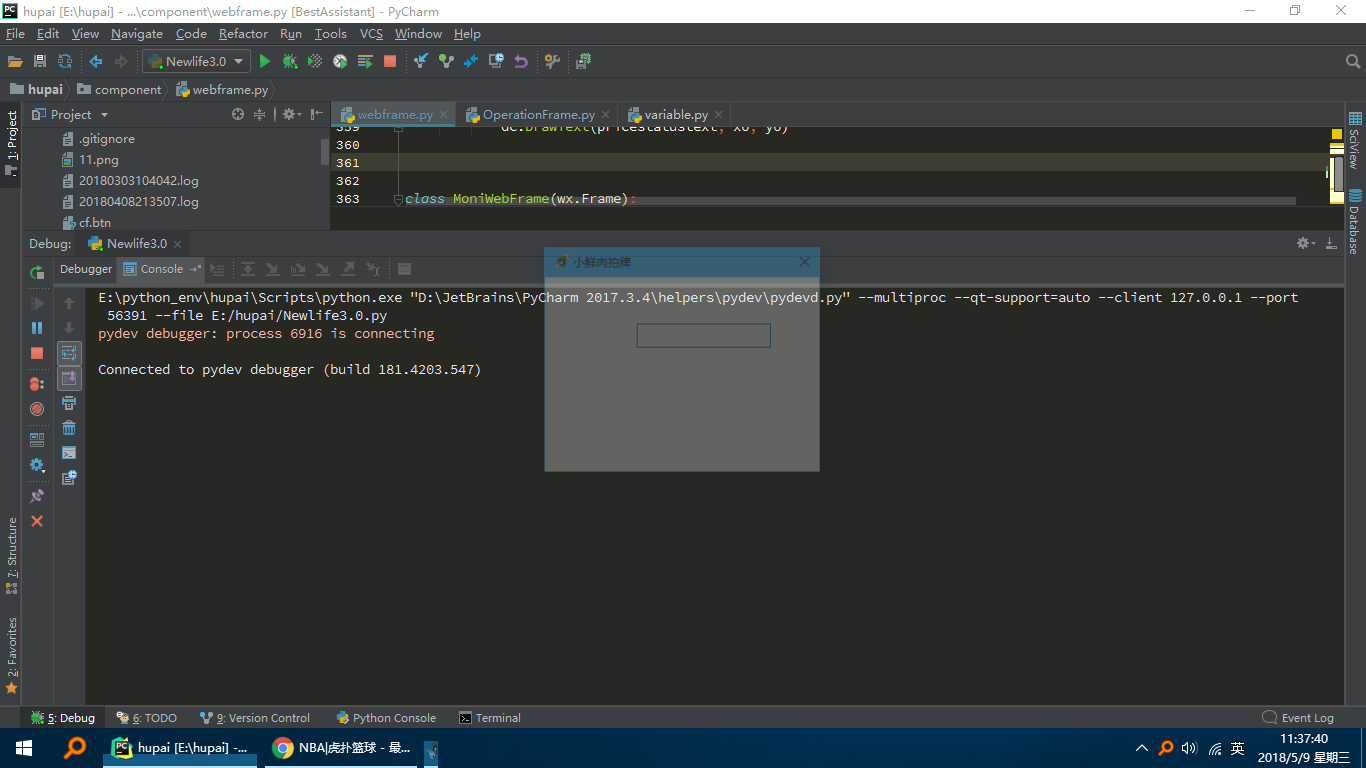 hupai [E:\hupai] - ...\component\webframe.py [BestAssistant] - PyCharm
File Edit View Navigate Code Refactor Run Tools VCS Window Help
Newlife3.0
hupai component webframe.py
1: Project
Project
webframe.py OperationFrame.py variable.py
.gitignore
11.png
20180303104042.log
20180408213507.log
cf.btn
359 dc.DrawText(pricestatustext, x6, y6)
360
361
362
363 class MoniWebFrame(wx.Frame):
SciView
Database
Debug: Newlife3.0
Debugger Console
小鲜肉拍牌
E:\python_env\hupai\Scripts\python.exe "D:\JetBrains\PyCharm 2017.3.4\helpers\pydev\pydevd.py" --multiproc --qt-support=auto --client 127.0.0.1 --port
56391 --file E:/hupai/Newlife3.0.py
pydev debugger: process 6916 is connecting
Connected to pydev debugger (build 181.4203.547)
7: Structure
2: Favorites
5: Debug 6: TODO 9: Version Control Python Console Terminal Event Log
hupai [E:\hupai] -... NBA|虎扑篮球 - 最... 英 11:37:40
2018/5/9 星期三